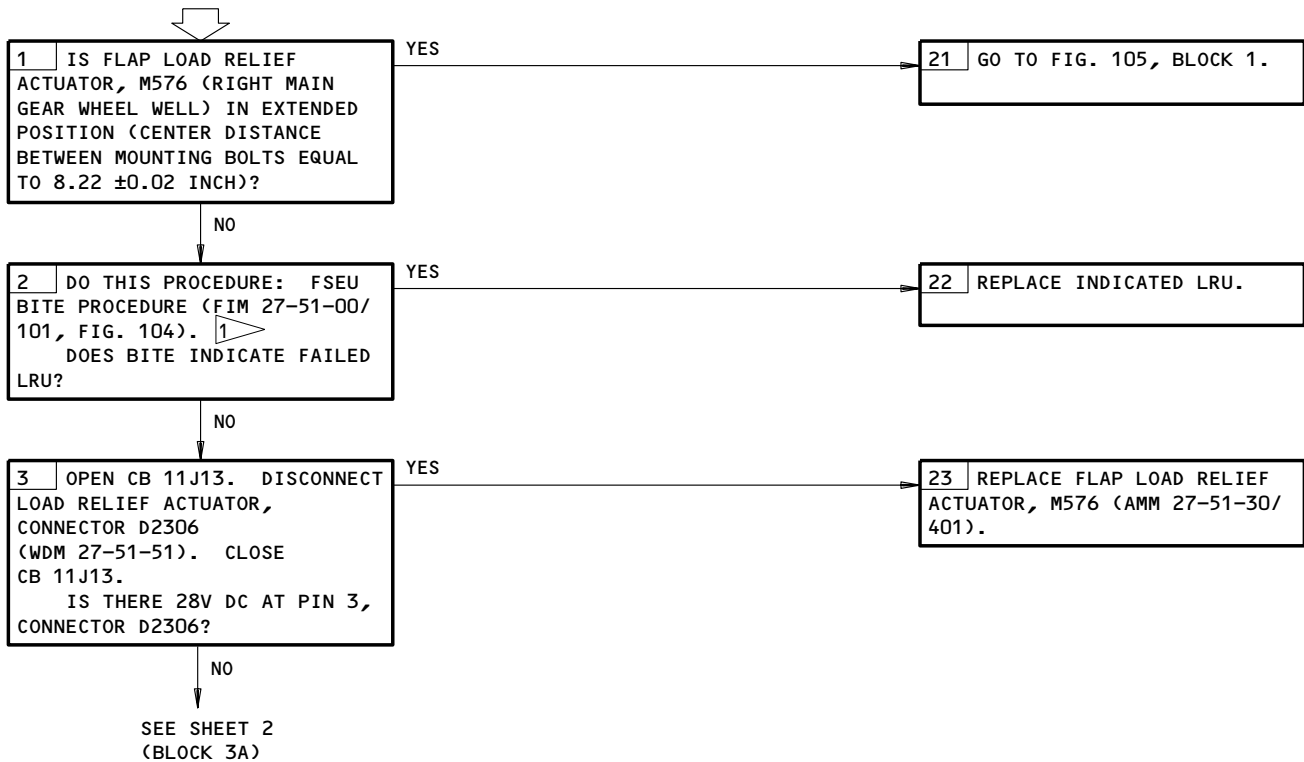 1 IS FLAP LOAD RELIEF
ACTUATOR, M576 (RIGHT MAIN
GEAR WHEEL WELL) IN EXTENDED
POSITION (CENTER DISTANCE
BETWEEN MOUNTING BOLTS EQUAL
TO 8.22 ±0.02 INCH)?
YES
21 GO TO FIG. 105, BLOCK 1.
NO
2 DO THIS PROCEDURE: FSEU
BITE PROCEDURE (FIM 27-51-00/
101, FIG. 104). 1
DOES BITE INDICATE FAILED
LRU?
YES
22 REPLACE INDICATED LRU.
NO
3 OPEN CB 11J13. DISCONNECT
LOAD RELIEF ACTUATOR,
CONNECTOR D2306
(WDM 27-51-51). CLOSE
CB 11J13.
IS THERE 28V DC AT PIN 3,
CONNECTOR D2306?
YES
23 REPLACE FLAP LOAD RELIEF
ACTUATOR, M576 (AMM 27-51-30/
401).
NO
SEE SHEET 2
(BLOCK 3A)